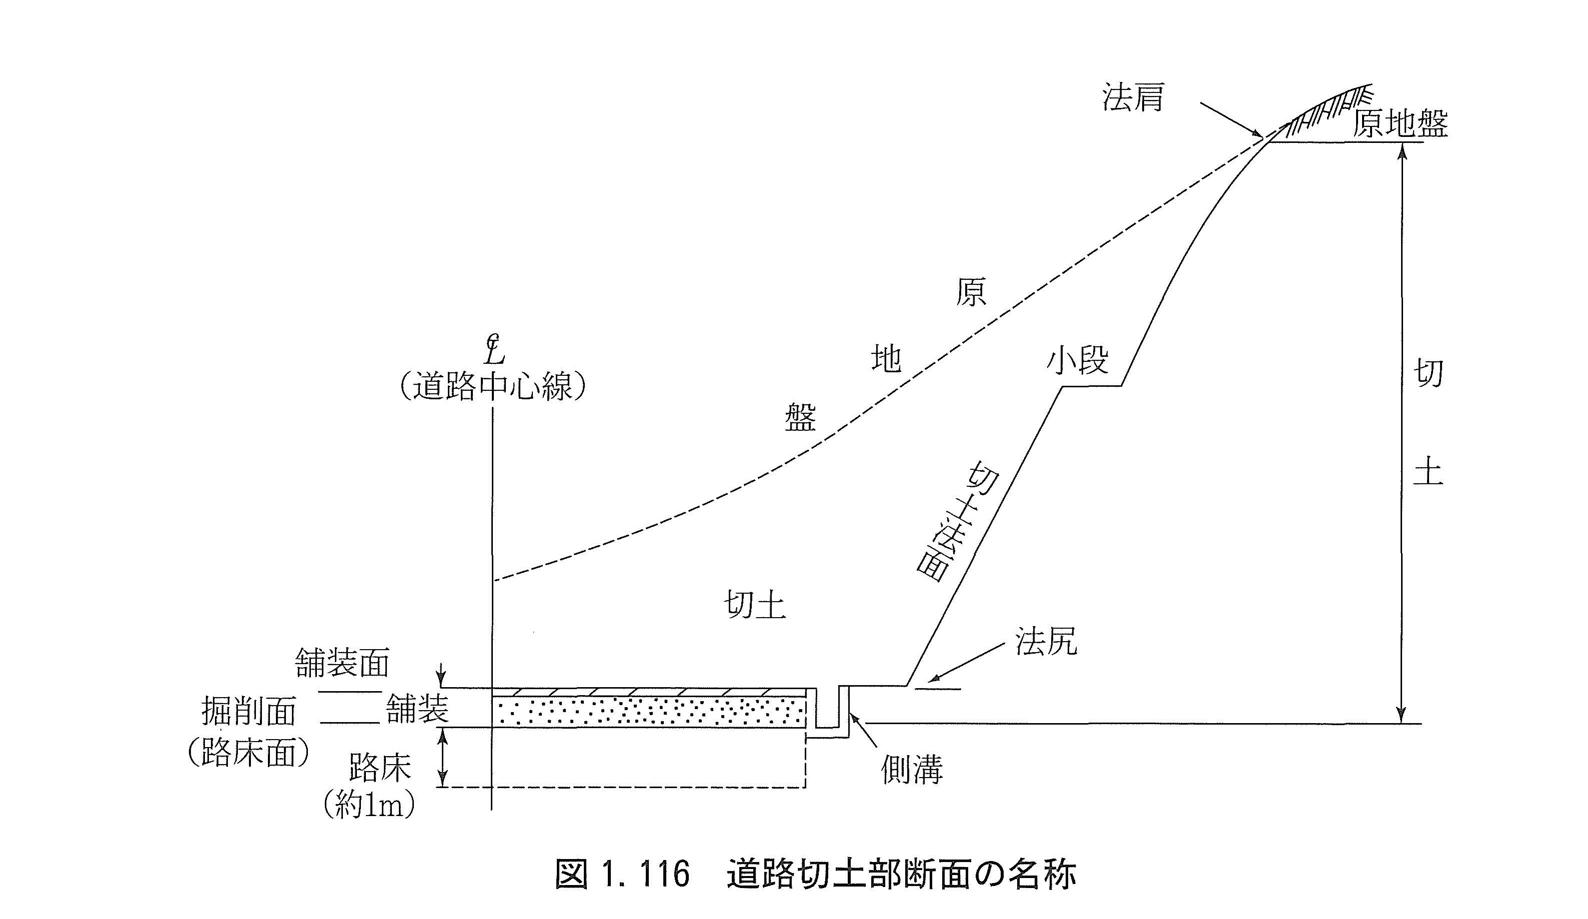 法肩
原地盤
原
地
盤
℄
(道路中心線)
小段
切
土
切土法面
切土
法尻
舗装面
掘削面
舗装
(路床面)
路床
(約1m)
側溝
図 1.116 道路切土部断面の名称